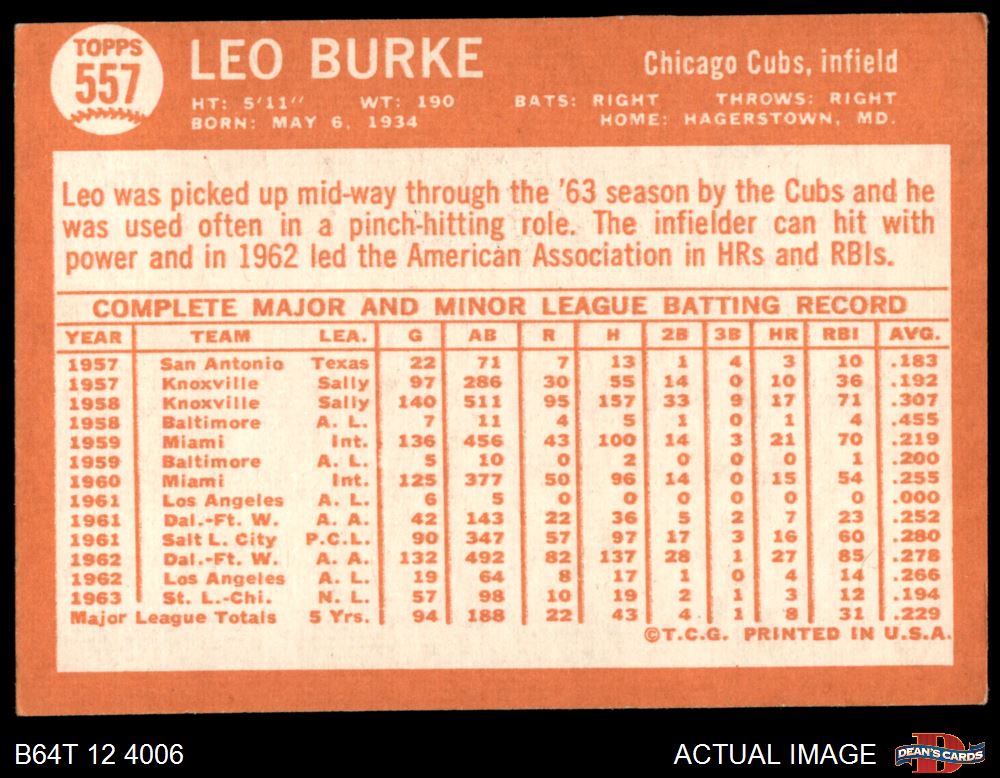 TOPPS
557
LEO BURKE
Chicago Cubs, infield
HT: 5'11" WT: 190 BATS: RIGHT THROWS: RIGHT
BORN: MAY 6, 1934 HOME: HAGERSTOWN, MD.
Leo was picked up mid-way through the '63 season by the Cubs and he
was used often in a pinch-hitting role. The infielder can hit with
power and in 1962 led the American Association in HRs and RBIs.
COMPLETE MAJOR AND MINOR LEAGUE BATTING RECORD
YEAR TEAM LEA. G AB R H 2B 3B HR RBI AVG.
1957 San Antonio Texas 22 71 7 13 1 4 3 10 .183
1957 Knoxville Sally 97 286 30 55 14 0 10 36 .192
1958 Knoxville Sally 140 511 95 157 33 9 17 71 .307
1958 Baltimore A. L. 7 11 4 5 1 0 1 4 .455
1959 Miami Int. 136 456 43 100 14 3 21 70 .219
1959 Baltimore A. L. 5 10 0 2 0 0 0 1 .200
1960 Miami Int. 125 377 50 96 14 0 15 54 .255
1961 Los Angeles A. L. 6 5 0 0 0 0 0 0 .000
1961 Dal.-Ft. W. A. A. 42 143 22 36 5 2 7 23 .252
1961 Salt L. City P.C.L. 90 347 57 97 17 3 16 60 .280
1962 Dal.-Ft. W. A. A. 132 492 82 137 28 1 27 85 .278
1962 Los Angeles A. L. 19 64 8 17 1 0 4 14 .266
1963 St. L.-Chi. N. L. 57 98 10 19 2 1 3 12 .194
Major League Totals 5 Yrs. 94 188 22 43 4 1 8 31 .229
©T.C.G. PRINTED IN U.S.A.
B64T 12 4006
ACTUAL IMAGE
DEAN'S CARDS